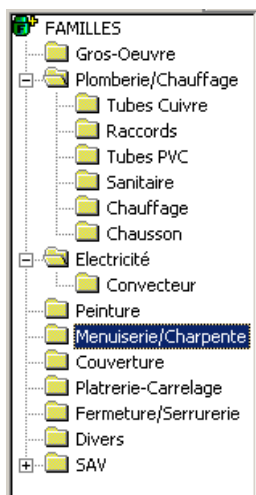 FAMILLES
Gros-Oeuvre
Plomberie/Chauffage
Tubes Cuivre
Raccords
Tubes PVC
Sanitaire
Chauffage
Chausson
Electricité
Convecteur
Peinture
Menuiserie/Charpente
Couverture
Platrerie-Carrelage
Fermeture/Serrurerie
Divers
SAV